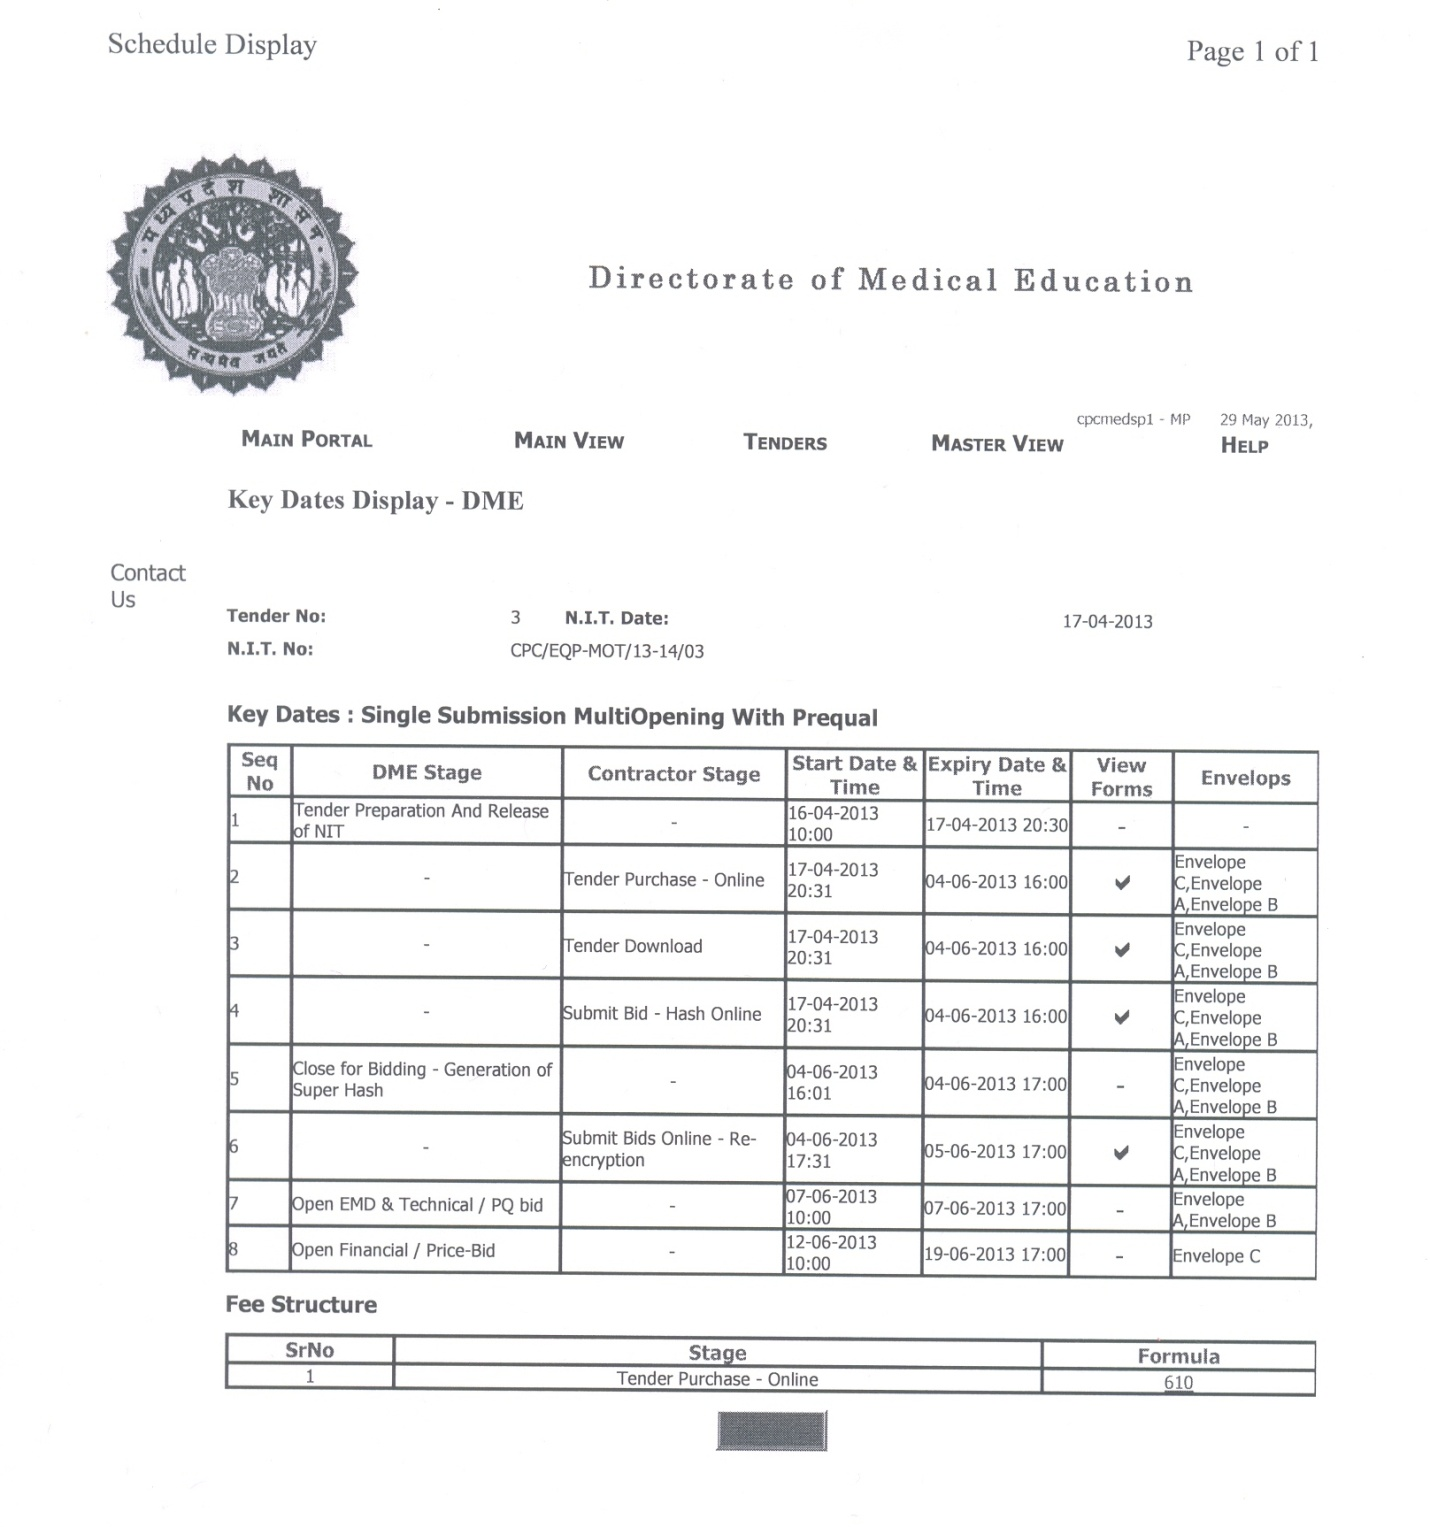 Schedule Display
Page 1 of 1
मध्यप्रदेश शासन
सत्यमेव जयते
Directorate of Medical Education
cpcmedsp1 - MP 29 May 2013,
MAIN PORTAL MAIN VIEW TENDERS MASTER VIEW HELP
Key Dates Display - DME
Contact
Us
Tender No: 3 N.I.T. Date: 17-04-2013
N.I.T. No: CPC/EQP-MOT/13-14/03
Key Dates : Single Submission MultiOpening With Prequal
Seq No DME Stage Contractor Stage Start Date & Time Expiry Date & Time View Forms Envelops
1 Tender Preparation And Release of NIT - 16-04-2013 10:00 17-04-2013 20:30 - -
2 - Tender Purchase - Online 17-04-2013 20:31 04-06-2013 16:00 ✔ Envelope C,Envelope A,Envelope B
3 - Tender Download 17-04-2013 20:31 04-06-2013 16:00 ✔ Envelope C,Envelope A,Envelope B
4 - Submit Bid - Hash Online 17-04-2013 20:31 04-06-2013 16:00 ✔ Envelope C,Envelope A,Envelope B
5 Close for Bidding - Generation of Super Hash - 04-06-2013 16:01 04-06-2013 17:00 - Envelope C,Envelope A,Envelope B
6 - Submit Bids Online - Re-encryption 04-06-2013 17:31 05-06-2013 17:00 ✔ Envelope C,Envelope A,Envelope B
7 Open EMD & Technical / PQ bid - 07-06-2013 10:00 07-06-2013 17:00 - Envelope A,Envelope B
8 Open Financial / Price-Bid - 12-06-2013 10:00 19-06-2013 17:00 - Envelope C
Fee Structure
SrNo Stage Formula
1 Tender Purchase - Online 610